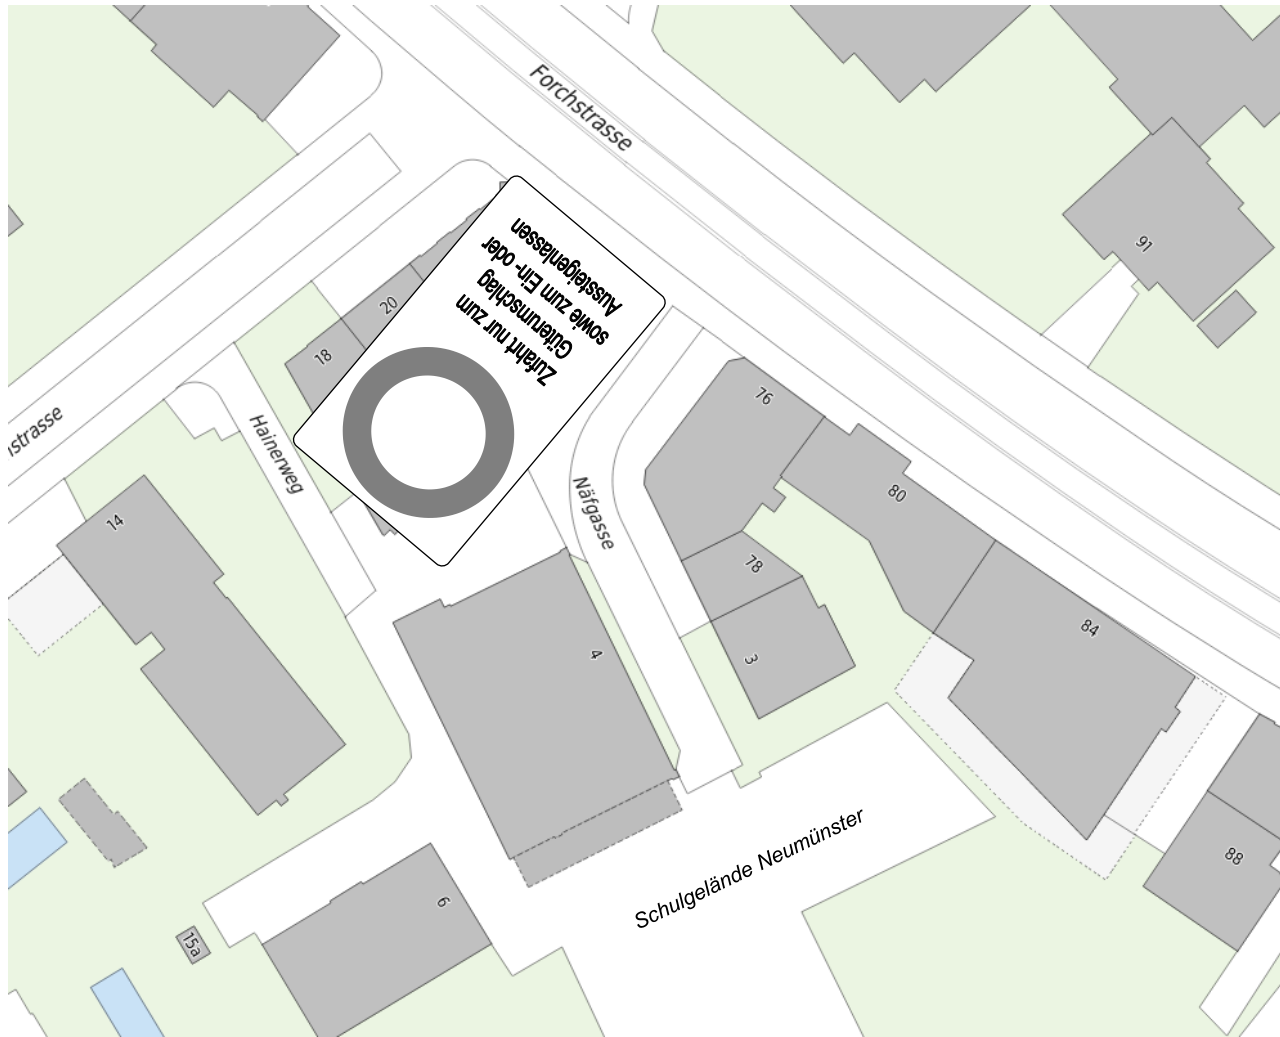 Forchstrasse
91
Zufahrt nur zum
Güterumschlag
sowie zum Ein- oder
Aussteigenlassen
20
18
76
strasse
Hainerweg
Näfgasse
80
14
78
84
4
3
Schulgelände Neumünster
88
6
15a